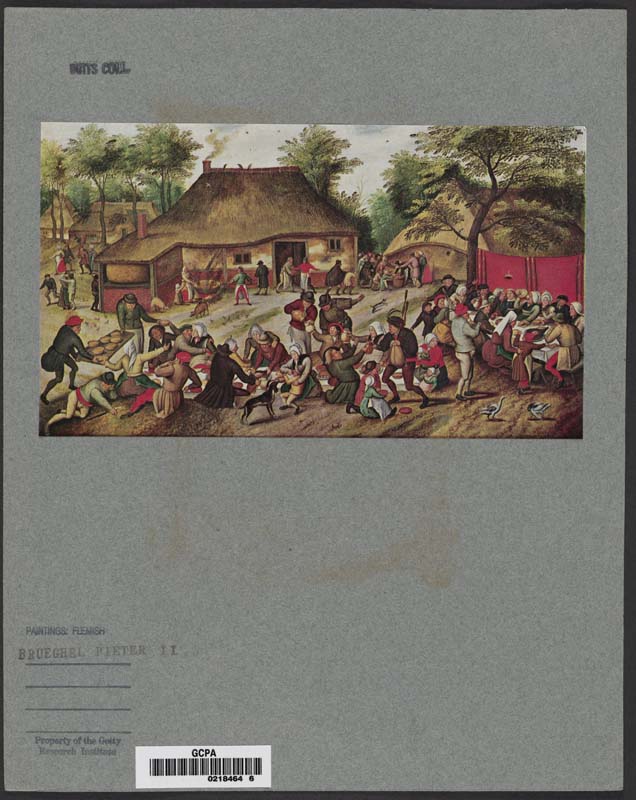 DUITS COLL.
PAINTINGS: FLEMISH
BRUEGHEL PIETER II
Property of the Getty
Research Institute
GCPA
0218464 6